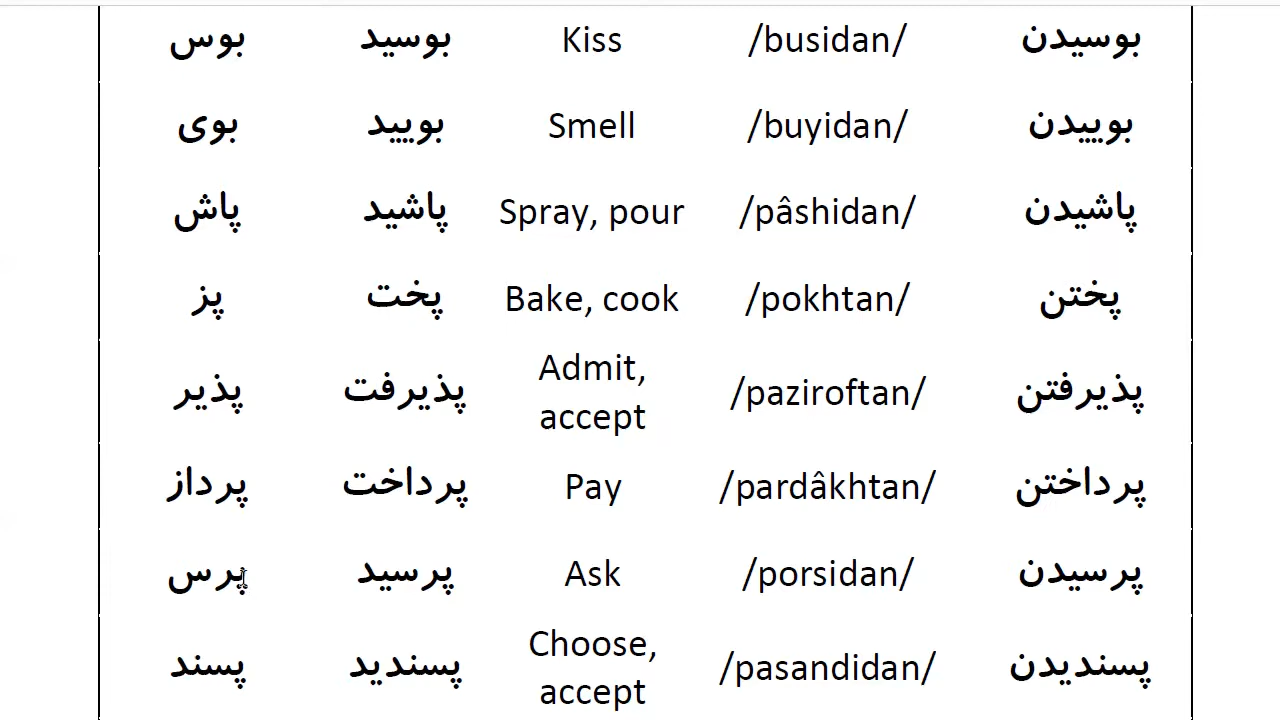 بوسیدن /busidan/ Kiss بوسید بوس
بوییدن /buyidan/ Smell بویید بوی
پاشیدن /pâshidan/ Spray, pour پاشید پاش
پختن /pokhtan/ Bake, cook پخت پز
پذیرفتن /paziroftan/ Admit, accept پذیرفت پذیر
پرداختن /pardâkhtan/ Pay پرداخت پرداز
پرسیدن /porsidan/ Ask پرسید پرس
پسندیدن /pasandidan/ Choose, accept پسندید پسند